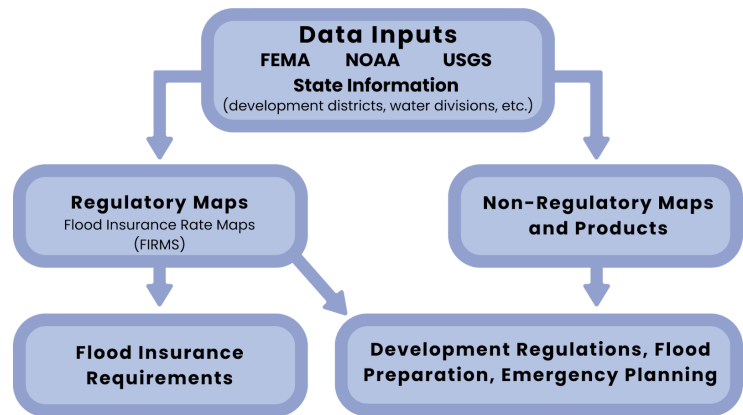 Data Inputs
FEMA NOAA USGS
State Information
(development districts, water divisions, etc.)
Regulatory Maps
Flood Insurance Rate Maps
(FIRMS)
Non-Regulatory Maps
and Products
Flood Insurance
Requirements
Development Regulations, Flood
Preparation, Emergency Planning